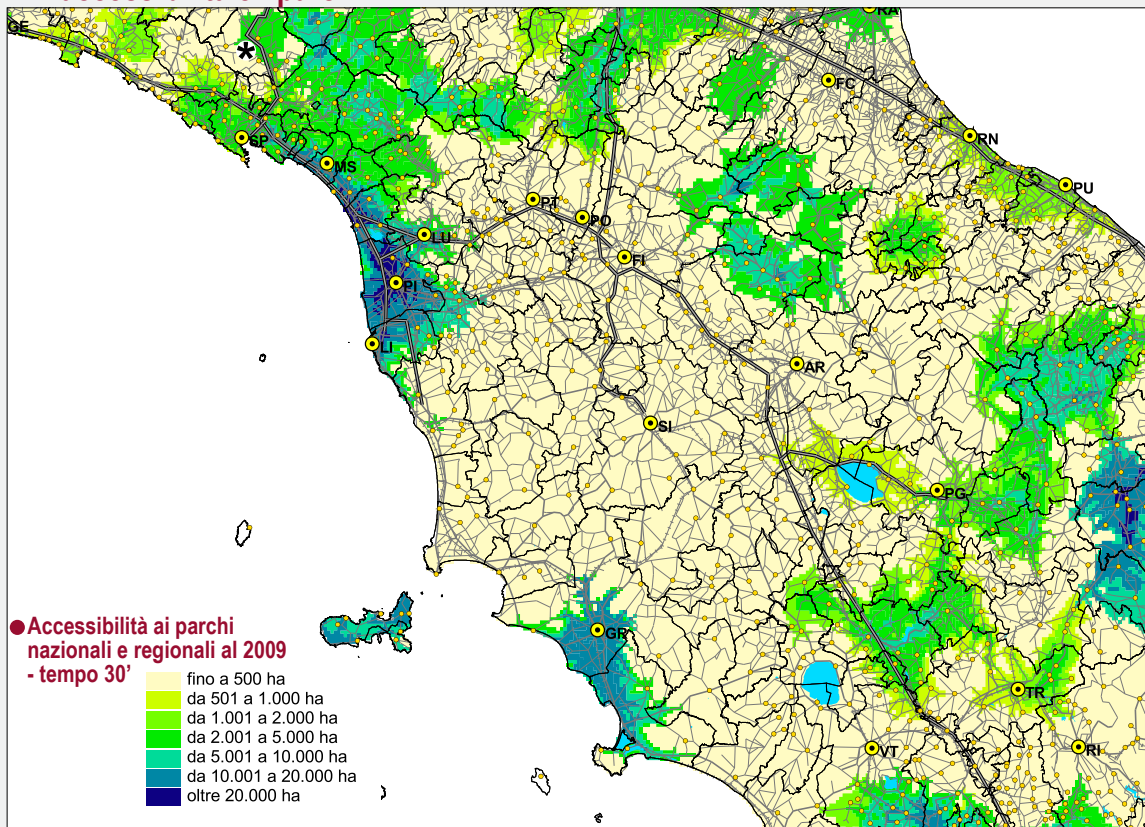 GE
*
RA
FC
SP
RN
MS
PU
PT
PO
LU
FI
PI
LI
AR
SI
PG
GR
TR
VT
RI
Accessibilità ai parchi
nazionali e regionali al 2009
- tempo 30’
fino a 500 ha
da 501 a 1.000 ha
da 1.001 a 2.000 ha
da 2.001 a 5.000 ha
da 5.001 a 10.000 ha
da 10.001 a 20.000 ha
oltre 20.000 ha